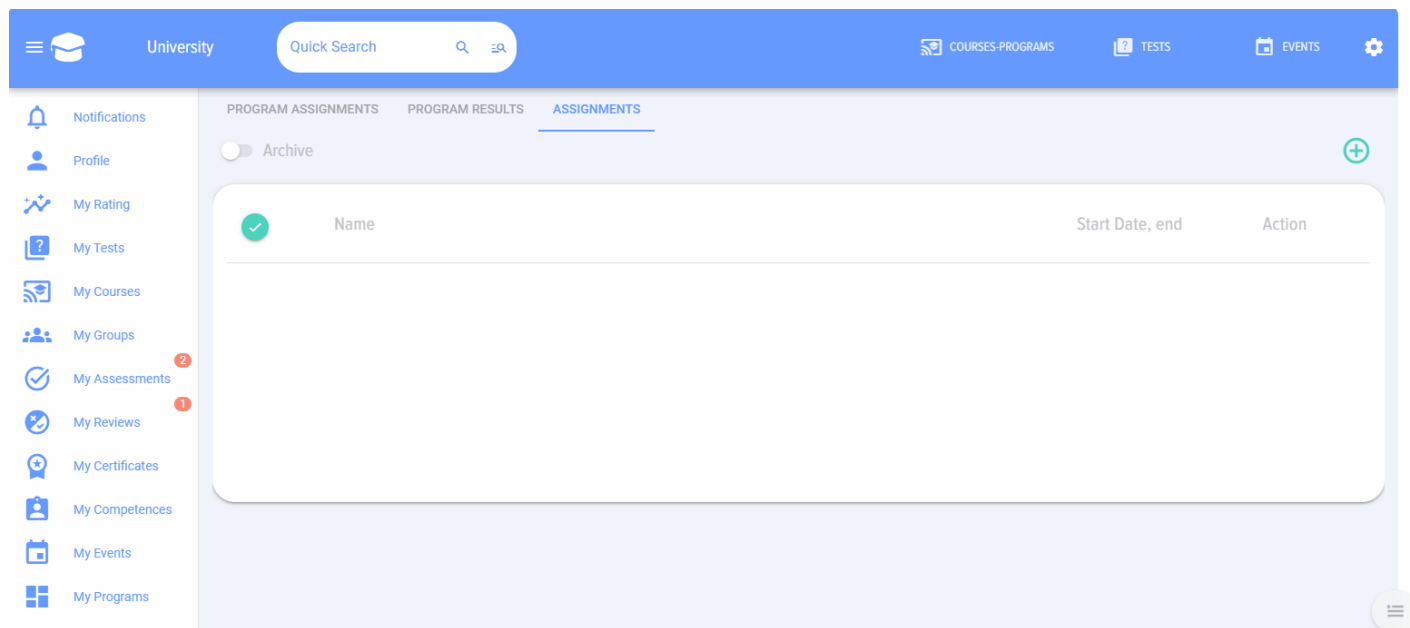 University
Quick Search
COURSES-PROGRAMS
? TESTS
EVENTS
Notifications
PROGRAM ASSIGNMENTS PROGRAM RESULTS ASSIGNMENTS
Profile
Archive
My Rating
Name Start Date, end Action
? My Tests
My Courses
My Groups
2
My Assessments
1
My Reviews
My Certificates
My Competences
My Events
My Programs